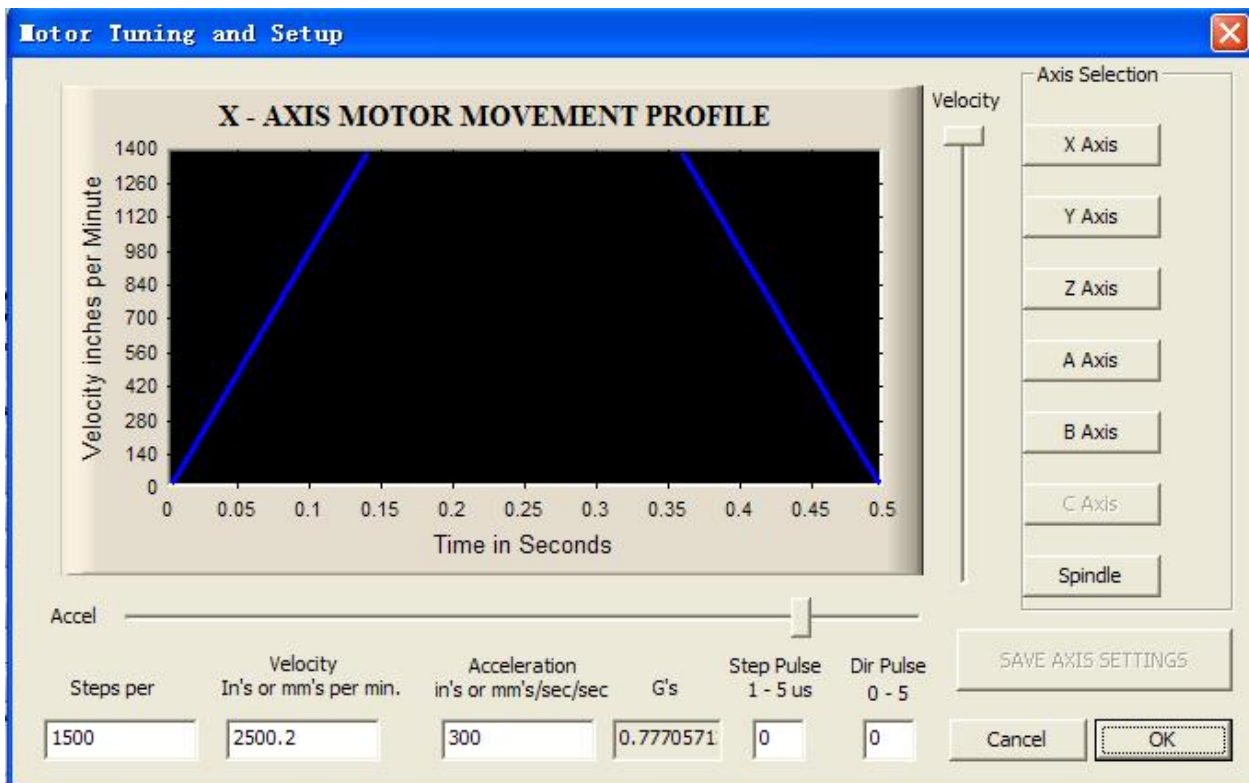 Motor Tuning and Setup
X - AXIS MOTOR MOVEMENT PROFILE
Velocity inches per Minute
1400
1260
1120
980
840
700
560
420
280
140
0
0 0.05 0.1 0.15 0.2 0.25 0.3 0.35 0.4 0.45 0.5
Time in Seconds
Velocity
Axis Selection
X Axis
Y Axis
Z Axis
A Axis
B Axis
C Axis
Spindle
Accel
Steps per
1500
Velocity
In's or mm's per min.
2500.2
Acceleration
in's or mm's/sec/sec
300
G's
0.7770571
Step Pulse
1 - 5 us
0
Dir Pulse
0 - 5
0
SAVE AXIS SETTINGS
Cancel
OK